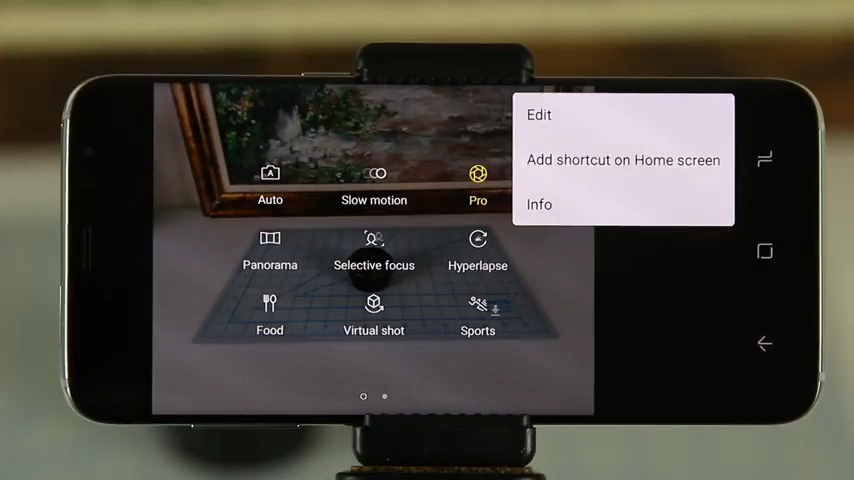 Edit
Add shortcut on Home screen
Info
Auto
Slow motion
Pro
Panorama
Selective focus
Hyperlapse
Food
Virtual shot
Sports